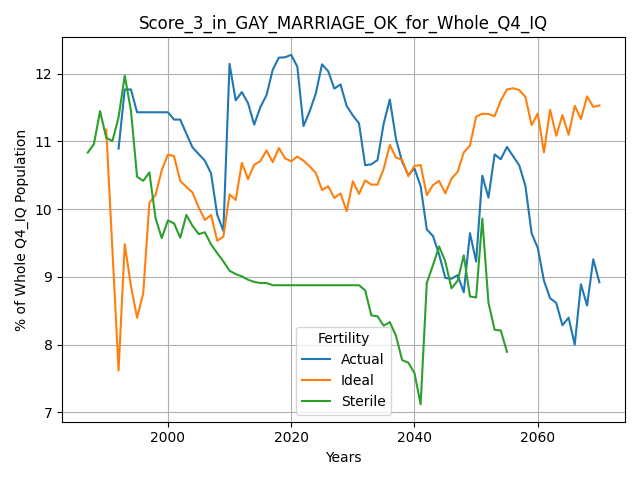 Score_3_in_GAY_MARRIAGE_OK_for_Whole_Q4_IQ
% of Whole Q4_IQ Population
12
11
10
9
8
7
Fertility
Actual
Ideal
Sterile
2000 2020 2040 2060
Years